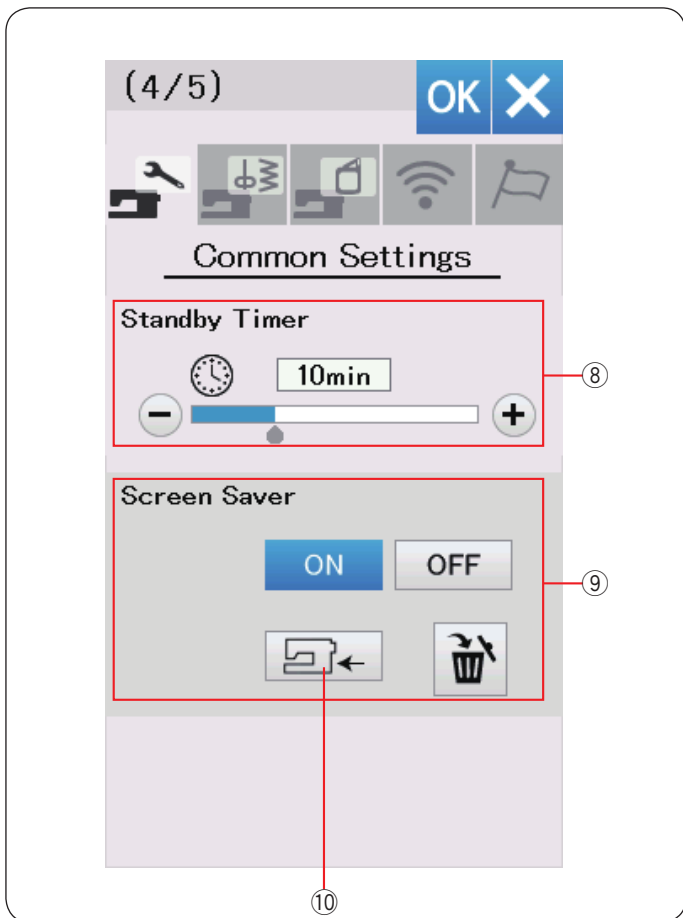 (4/5)
OK
Common Settings
Standby Timer
10min
⑧
Screen Saver
ON OFF
⑨
⑩